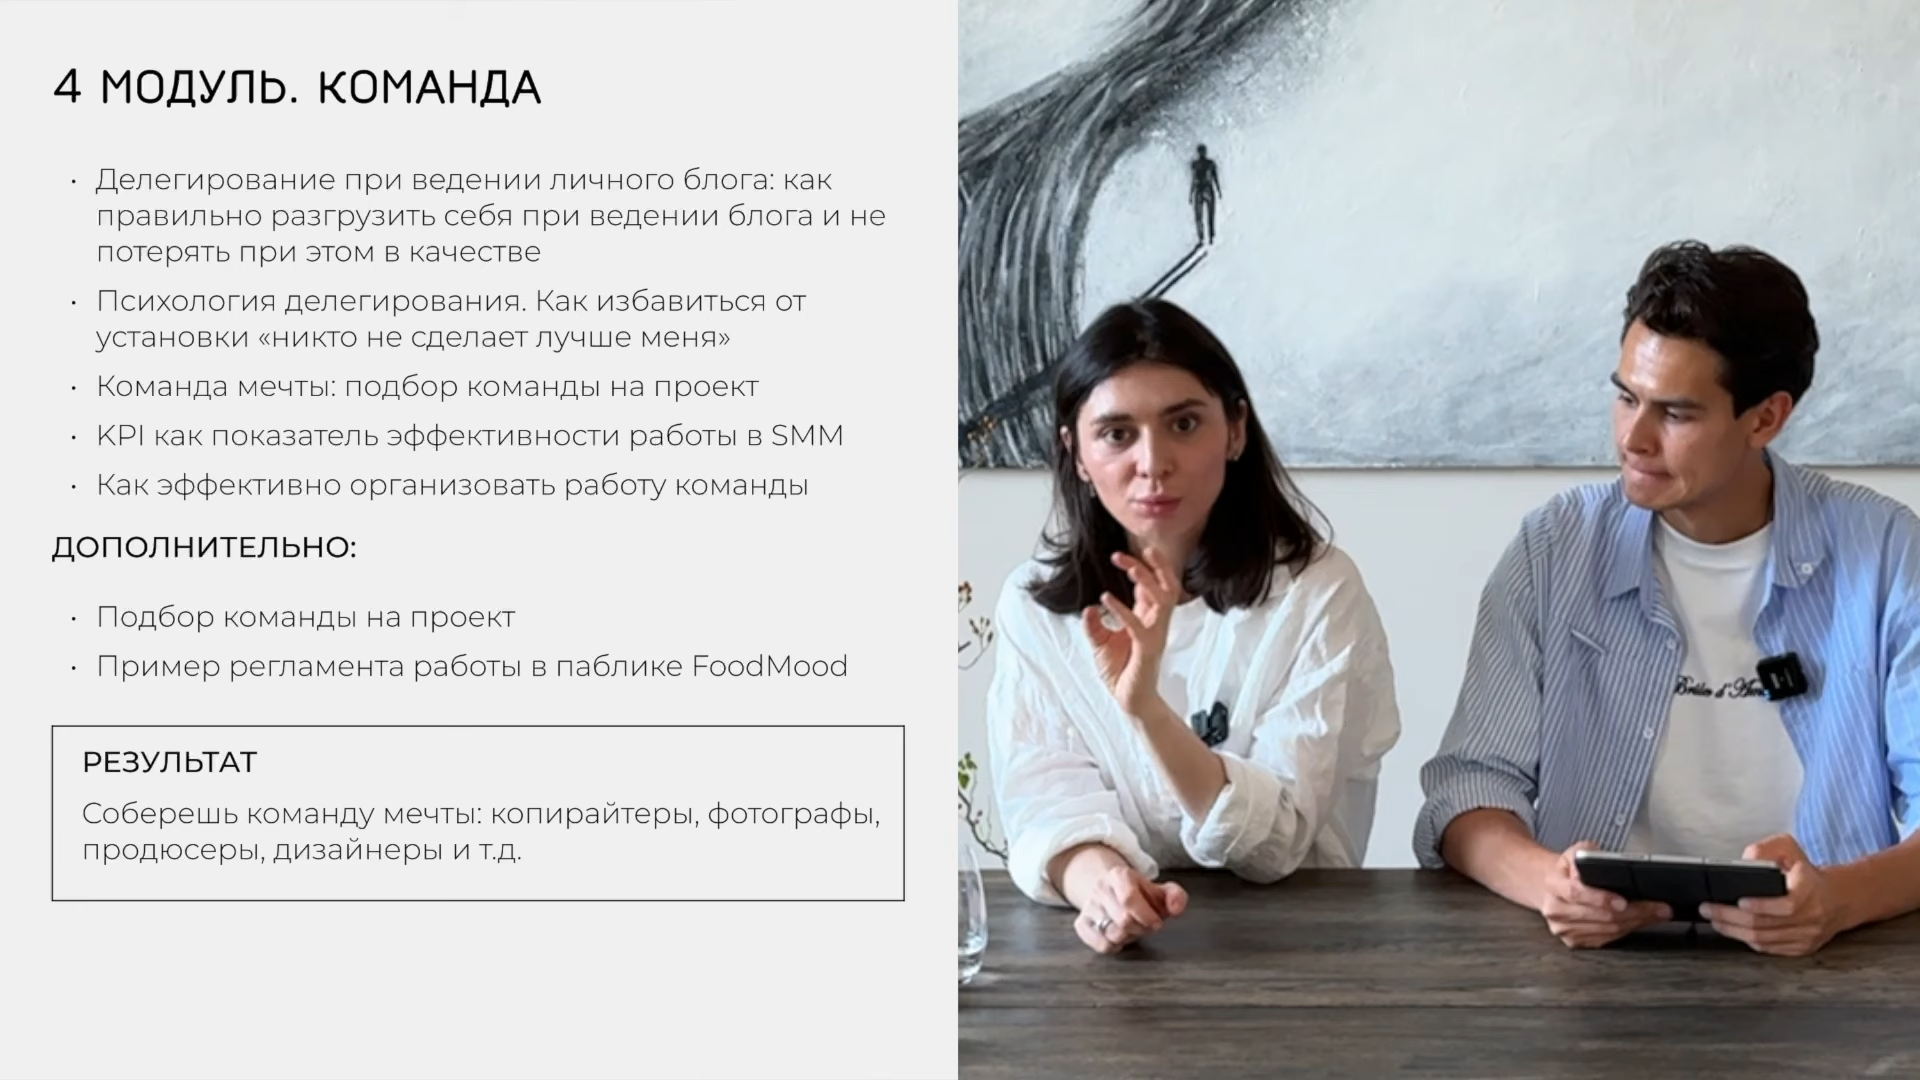 4 МОДУЛЬ. КОМАНДА
· Делегирование при ведении личного блога: как
правильно разгрузить себя при ведении блога и не
потерять при этом в качестве
· Психология делегирования. Как избавиться от
установки «никто не сделает лучше меня»
· Команда мечты: подбор команды на проект
· KPI как показатель эффективности работы в SMM
· Как эффективно организовать работу команды
ДОПОЛНИТЕЛЬНО:
· Подбор команды на проект
· Пример регламента работы в паблике FoodMood
РЕЗУЛЬТАТ
Соберешь команду мечты: копирайтеры, фотографы,
продюсеры, дизайнеры и т.д.